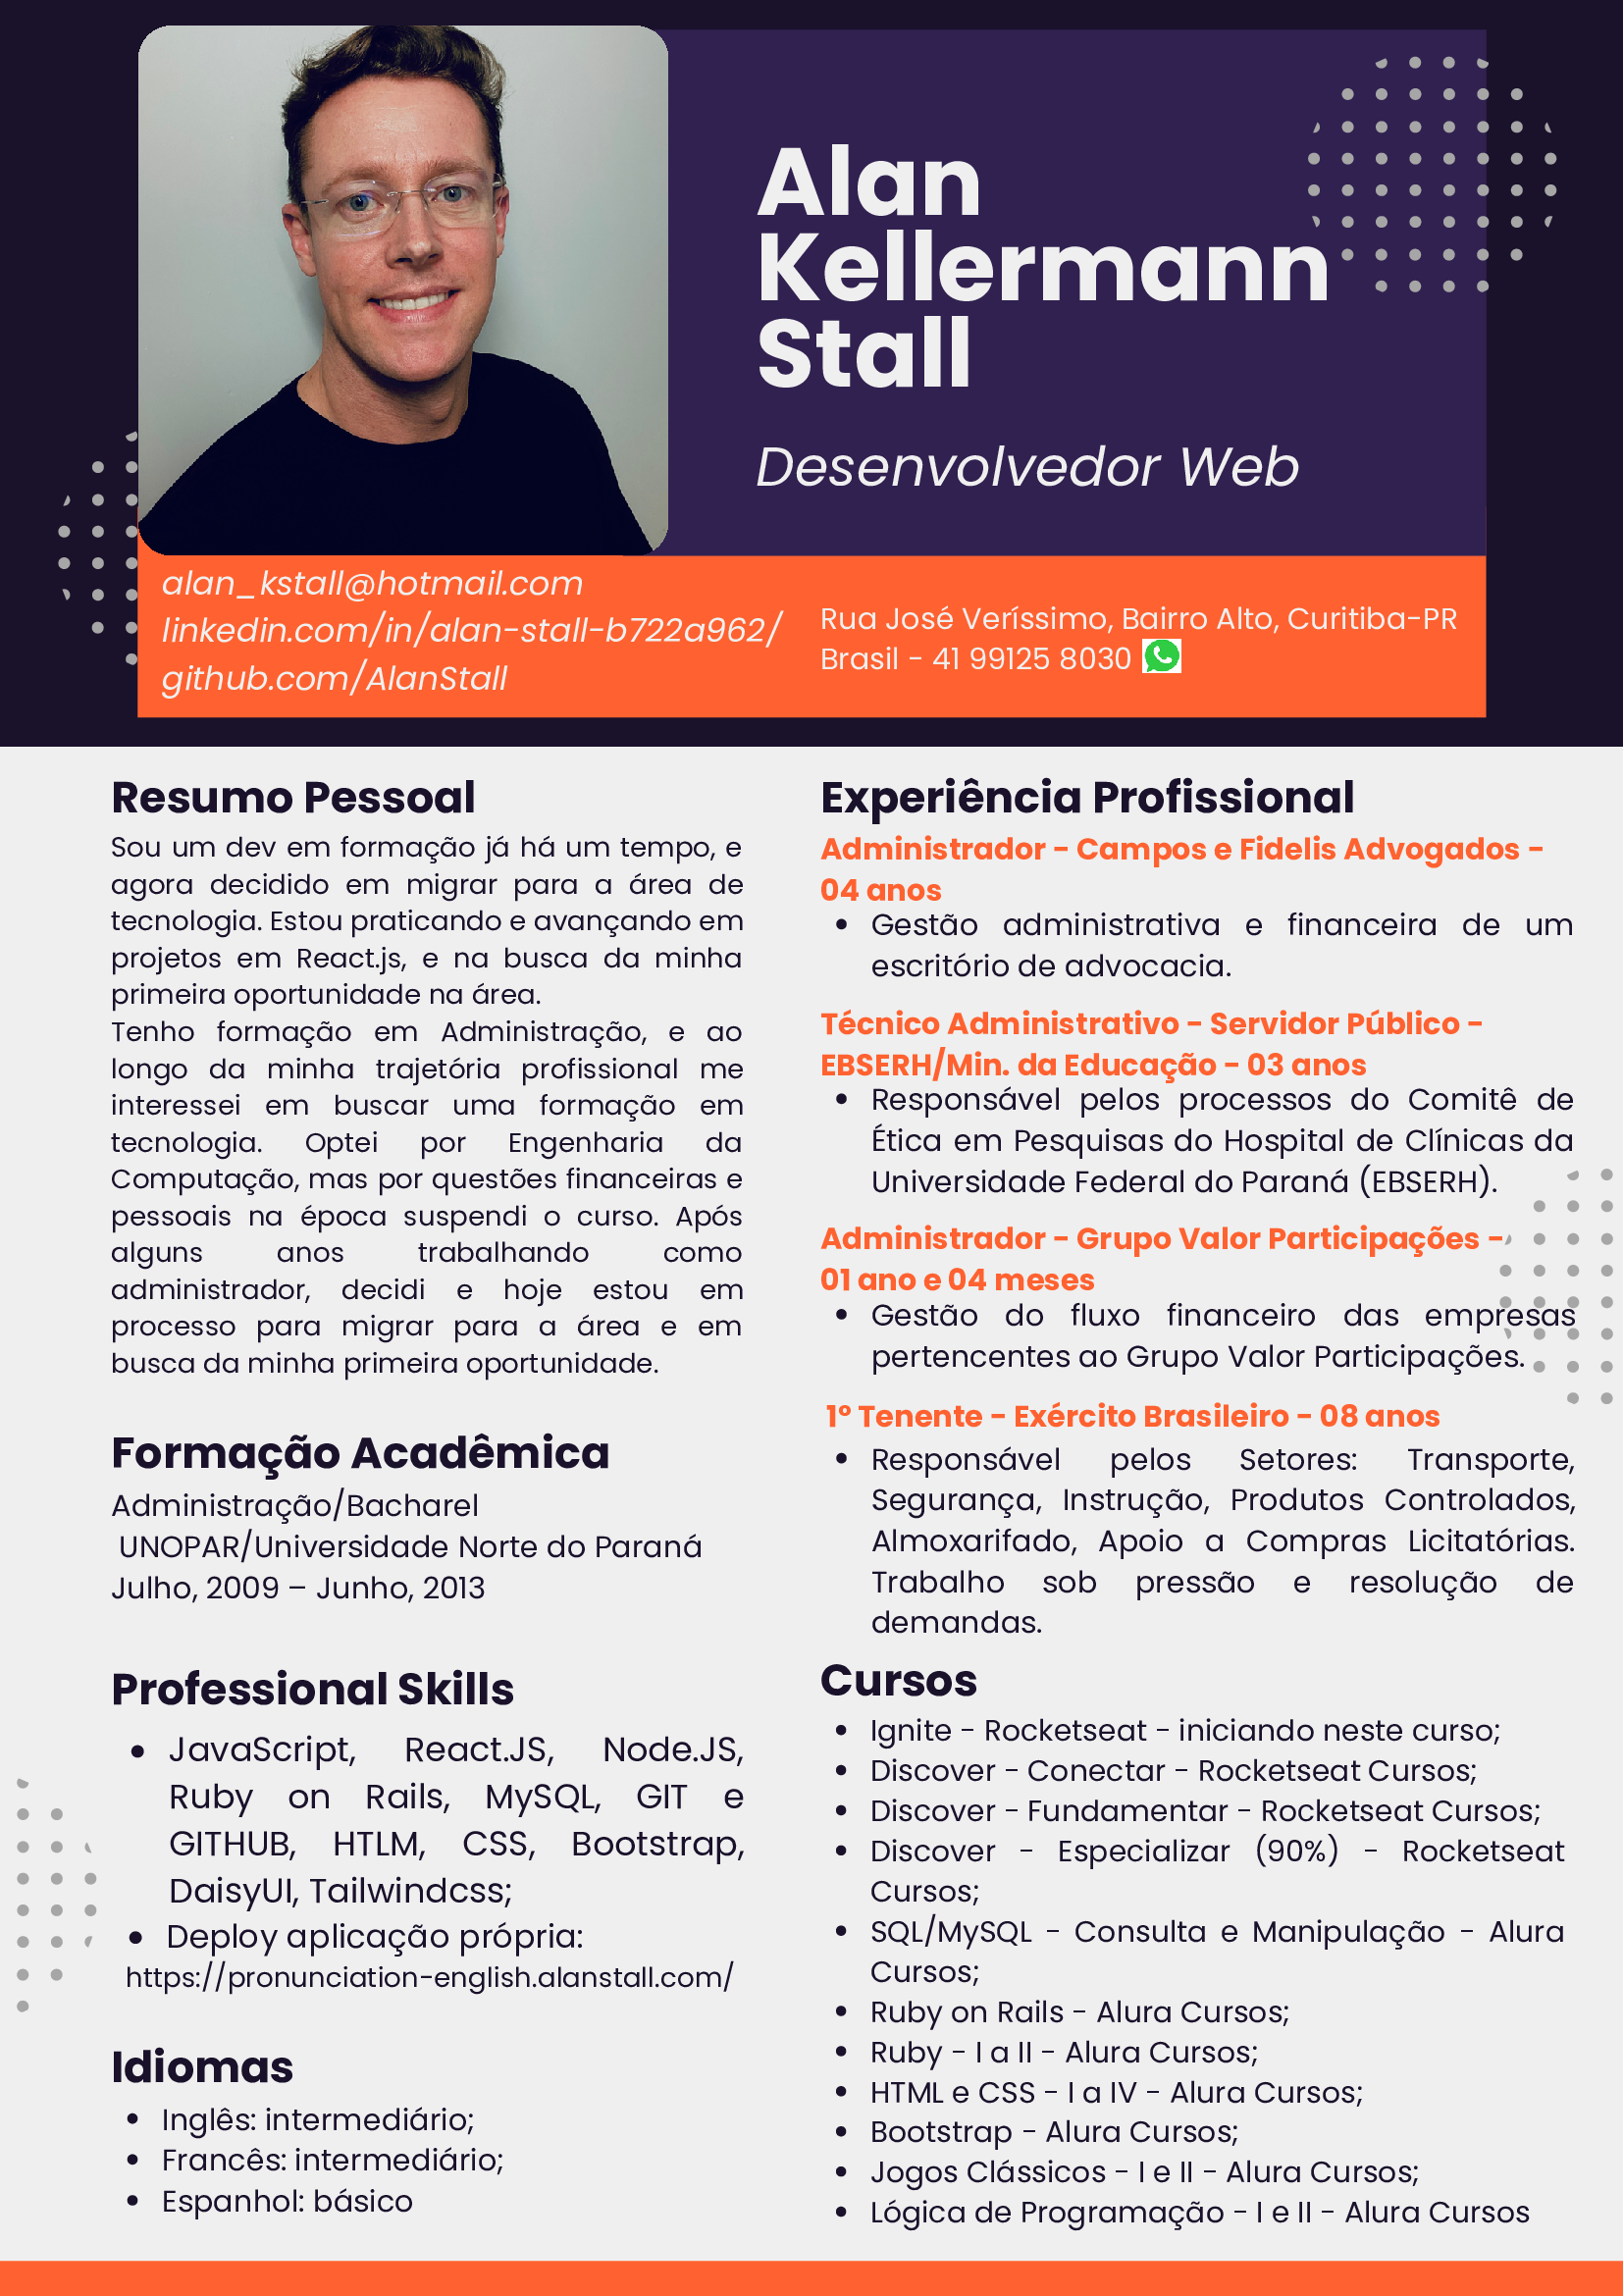 Alan
Kellermann
Stall
Desenvolvedor Web
alan_kstall@hotmail.com
linkedin.com/in/alan-stall-b722a962/
github.com/AlanStall
Rua José Veríssimo, Bairro Alto, Curitiba-PR
Brasil - 41 99125 8030
Resumo Pessoal
Sou um dev em formação já há um tempo, e
agora decidido em migrar para a área de
tecnologia. Estou praticando e avançando em
projetos em React.js, e na busca da minha
primeira oportunidade na área.
Tenho formação em Administração, e ao
longo da minha trajetória profissional me
interessei em buscar uma formação em
tecnologia. Optei por Engenharia da
Computação, mas por questões financeiras e
pessoais na época suspendi o curso. Após
alguns anos trabalhando como
administrador, decidi e hoje estou em
processo para migrar para a área e em
busca da minha primeira oportunidade.
Formação Acadêmica
Administração/Bacharel
UNOPAR/Universidade Norte do Paraná
Julho, 2009 – Junho, 2013
Professional Skills
• JavaScript, React.JS, Node.JS,
Ruby on Rails, MySQL, GIT e
GITHUB, HTLM, CSS, Bootstrap,
DaisyUI, Tailwindcss;
• Deploy aplicação própria:
https://pronunciation-english.alanstall.com/
Idiomas
• Inglês: intermediário;
• Francês: intermediário;
• Espanhol: básico
Experiência Profissional
Administrador - Campos e Fidelis Advogados -
04 anos
• Gestão administrativa e financeira de um
escritório de advocacia.
Técnico Administrativo - Servidor Público -
EBSERH/Min. da Educação - 03 anos
• Responsável pelos processos do Comitê de
Ética em Pesquisas do Hospital de Clínicas da
Universidade Federal do Paraná (EBSERH).
Administrador - Grupo Valor Participações -
01 ano e 04 meses
• Gestão do fluxo financeiro das empresas
pertencentes ao Grupo Valor Participações.
1º Tenente - Exército Brasileiro - 08 anos
• Responsável pelos Setores: Transporte,
Segurança, Instrução, Produtos Controlados,
Almoxarifado, Apoio a Compras Licitatórias.
Trabalho sob pressão e resolução de
demandas.
Cursos
• Ignite - Rocketseat - iniciando neste curso;
• Discover - Conectar - Rocketseat Cursos;
• Discover - Fundamentar - Rocketseat Cursos;
• Discover - Especializar (90%) - Rocketseat
Cursos;
• SQL/MySQL - Consulta e Manipulação - Alura
Cursos;
• Ruby on Rails - Alura Cursos;
• Ruby - I a II - Alura Cursos;
• HTML e CSS - I a IV - Alura Cursos;
• Bootstrap - Alura Cursos;
• Jogos Clássicos - I e II - Alura Cursos;
• Lógica de Programação - I e II - Alura Cursos